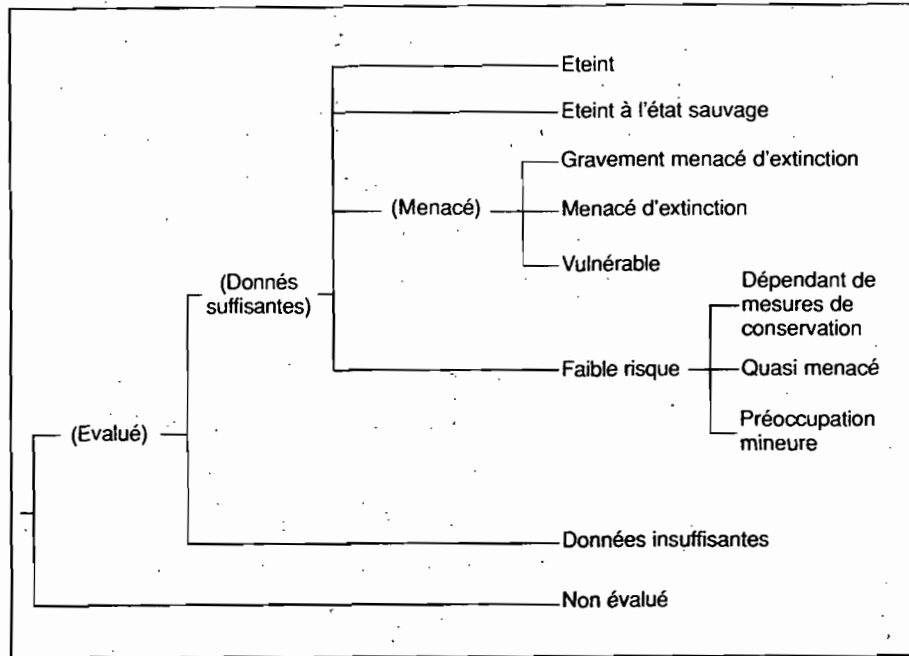 Eteint
Eteint à l'état sauvage
Gravement menacé d'extinction
(Menacé)
Menacé d'extinction
Vulnérable
(Donnés
suffisantes)
Dépendant de
mesures de
conservation
Faible risque
Quasi menacé
Préoccupation
mineure
(Evalué)
Données insuffisantes
Non évalué